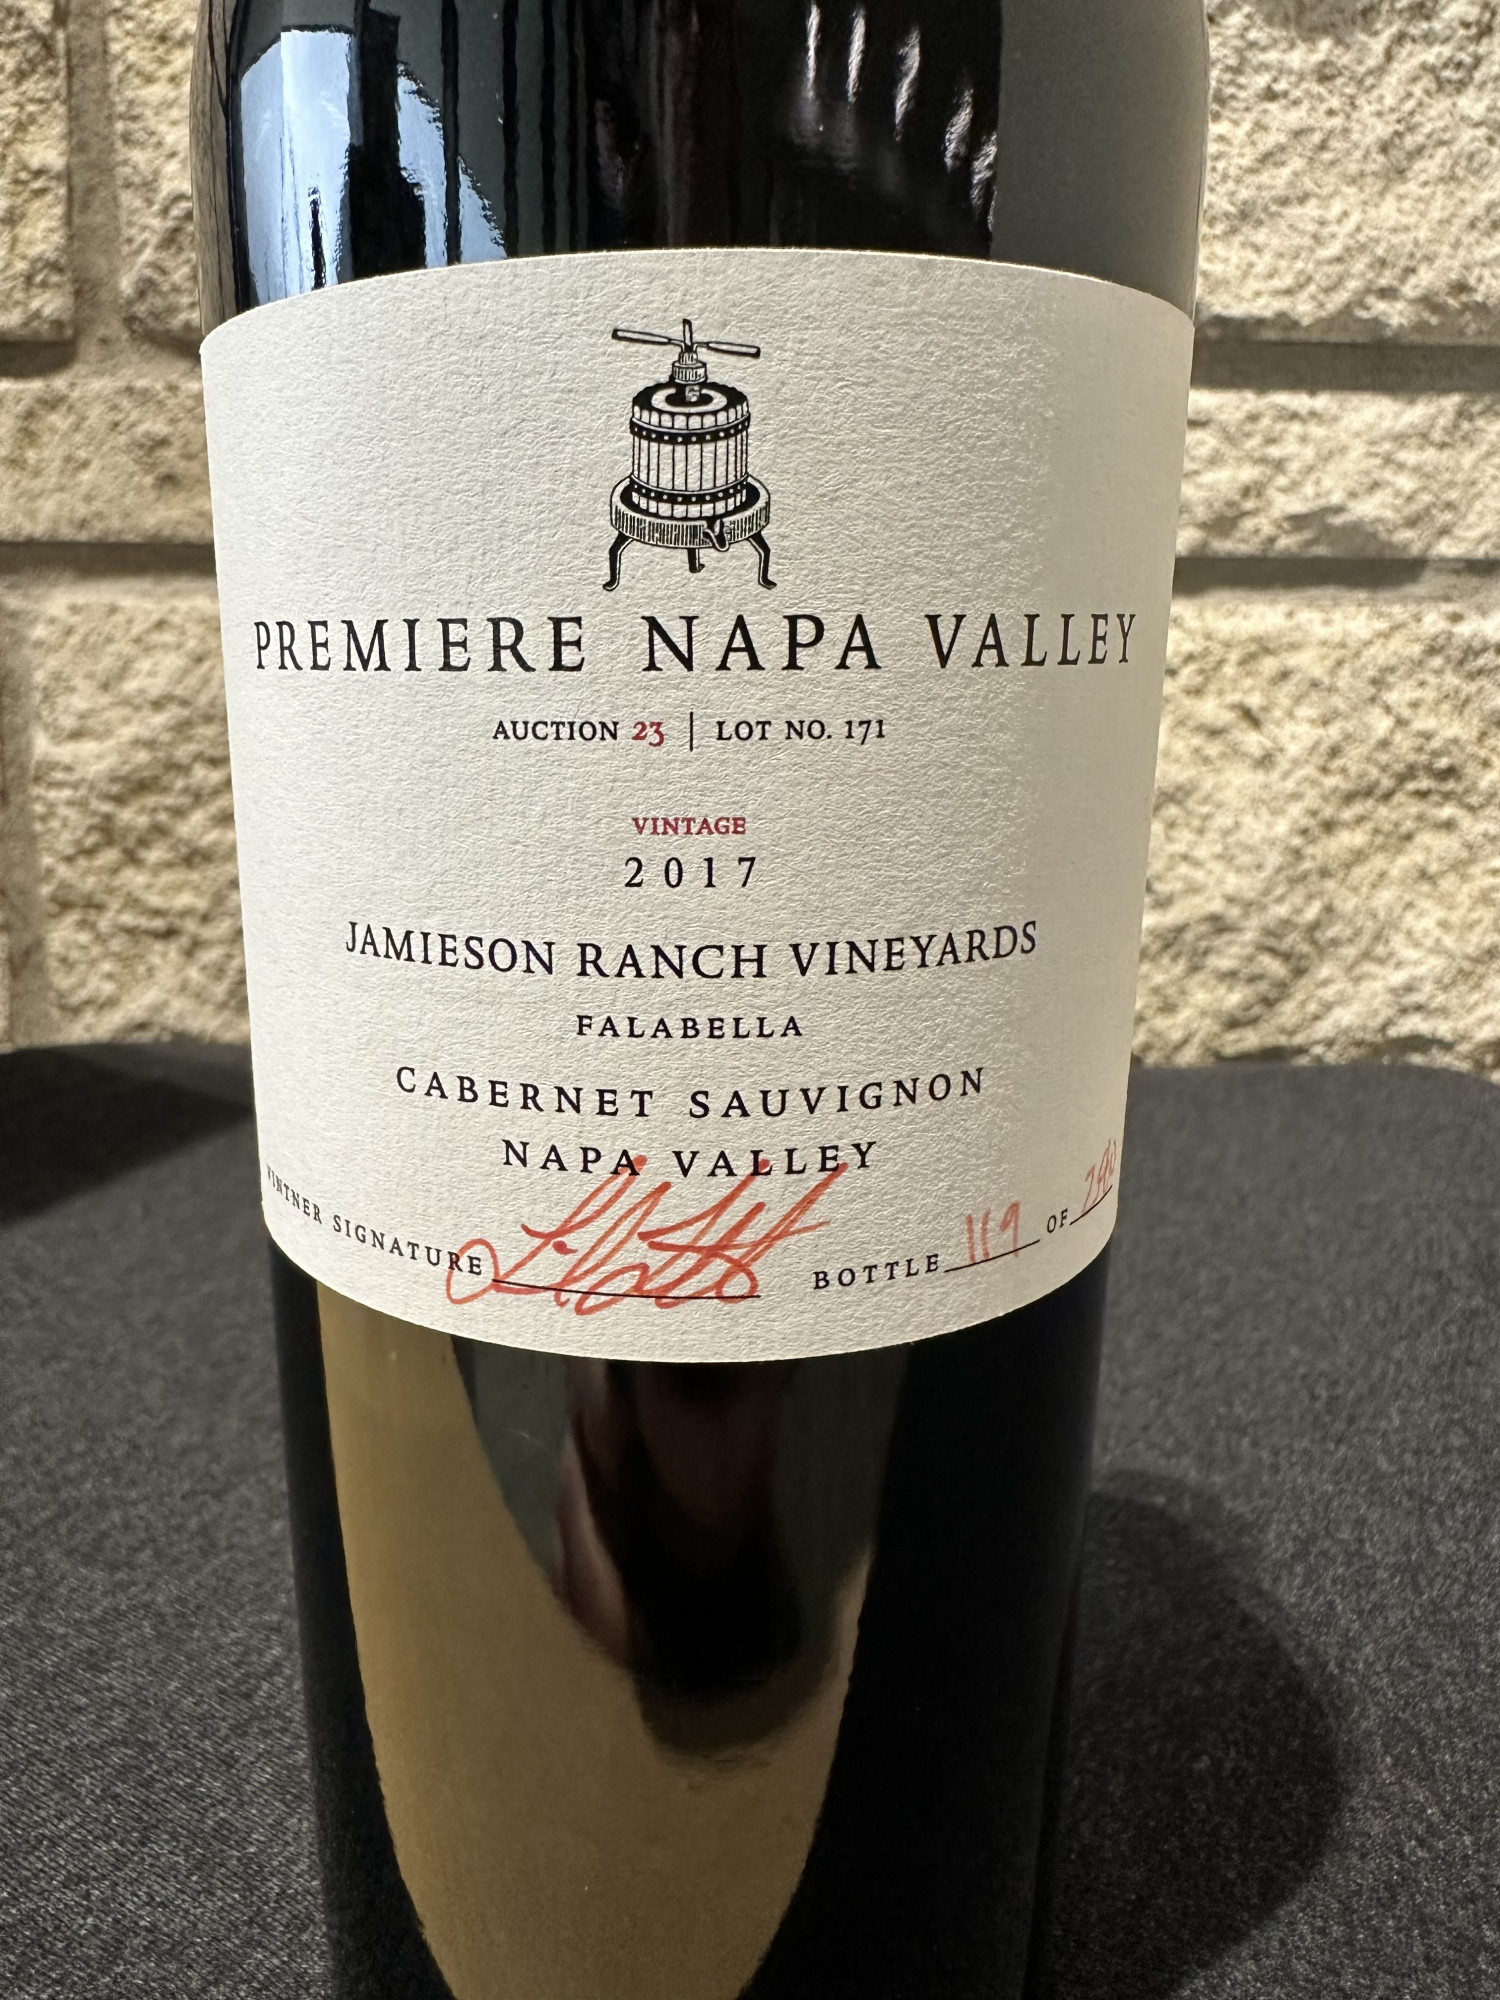 PREMIERE NAPA VALLEY
AUCTION 23 | LOT NO. 171
VINTAGE
2017
JAMIESON RANCH VINEYARDS
FALABELLA
CABERNET SAUVIGNON
NAPA VALLEY
VINTNER SIGNATURE
BOTTLE 119 OF